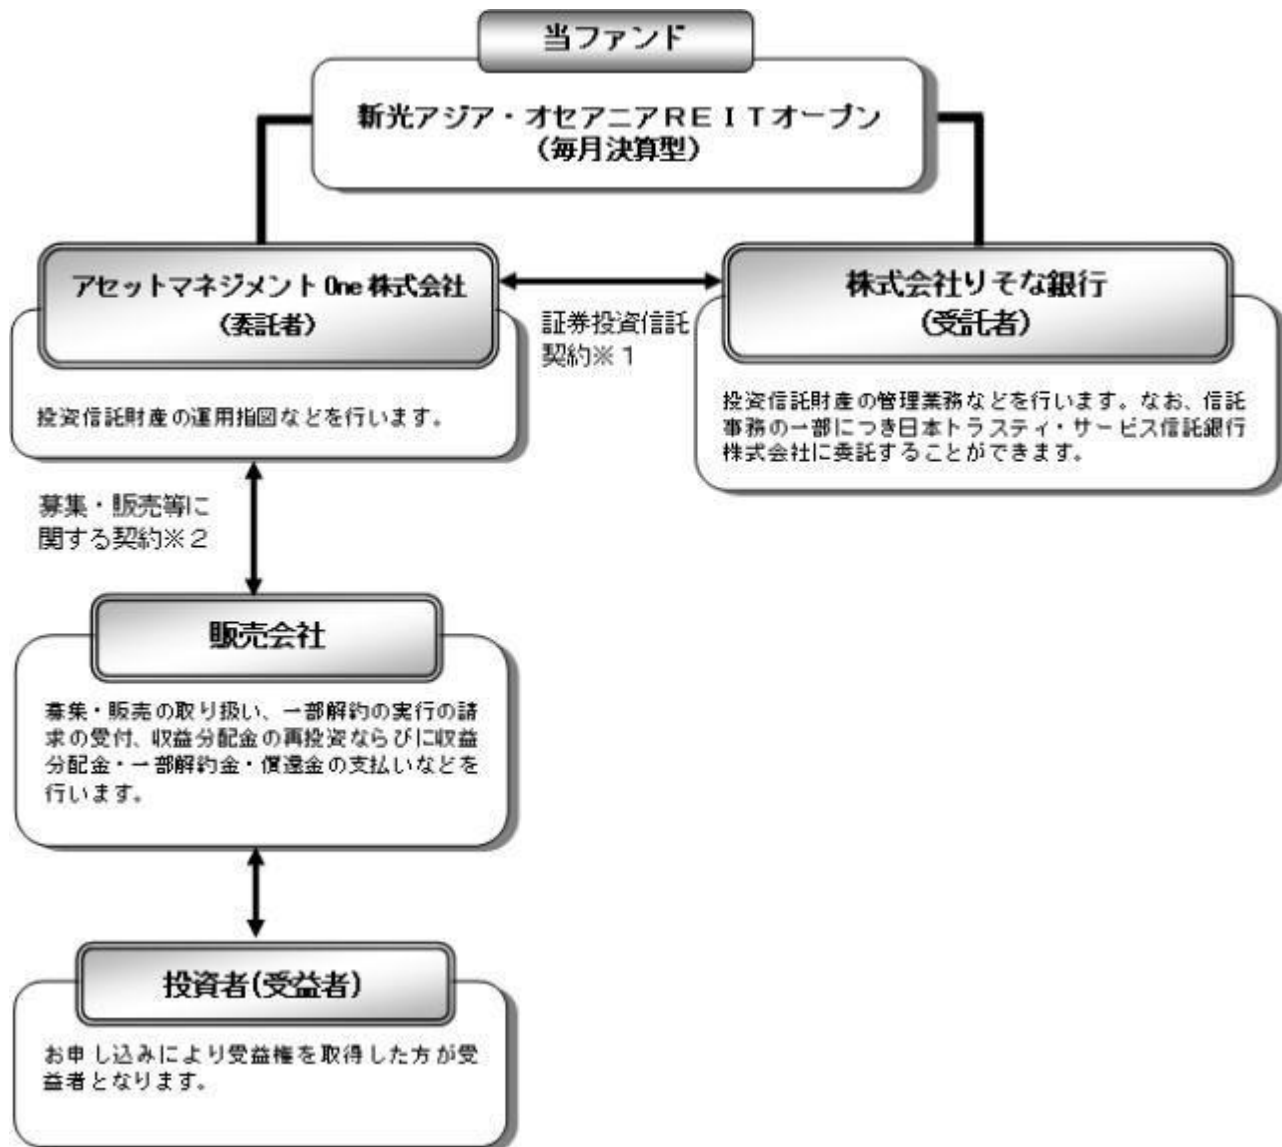 当ファンド
新光アジア・オセアニアＲＥＩＴオープン
（毎月決算型）
アセットマネジメントOne 株式会社
（委託者）
投資信託財産の運用指図などを行います。
証券投資信託
契約※１
株式会社りそな銀行
（受託者）
投資信託財産の管理業務などを行います。なお、信託
事務の一部につき日本トラスティ・サービス信託銀行
株式会社に委託することができます。
募集・販売等に
関する契約※２
販売会社
募集・販売の取り扱い、一部解約の実行の請
求の受付、収益分配金の再投資ならびに収益
分配金・一部解約金・償還金の支払いなどを
行います。
投資者(受益者)
お申し込みにより受益権を取得した方が受
益者となります。